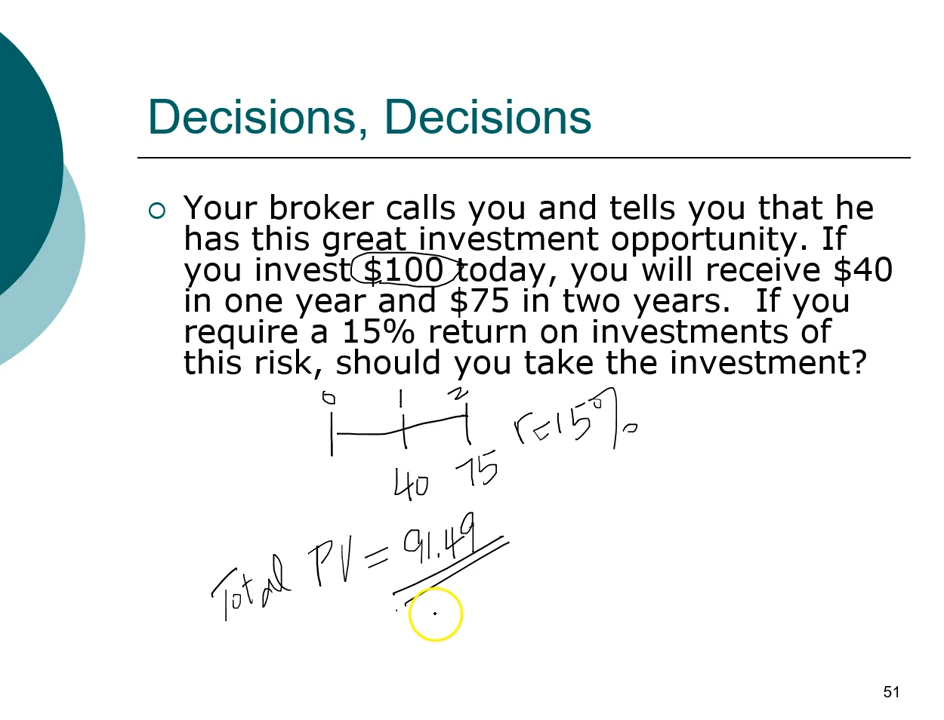 Decisions, Decisions
Your broker calls you and tells you that he
has this great investment opportunity. If
you invest $100 today, you will receive $40
in one year and $75 in two years.  If you
require a 15% return on investments of
this risk, should you take the investment?
0 1 2
r=15%
40 75
Total PV = 91.49
51